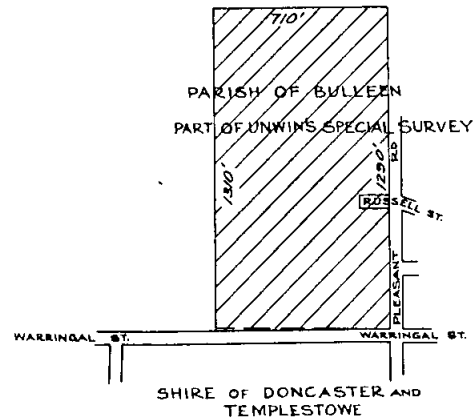 710'
PARISH OF BULLEEN
PART OF UNWIN'S SPECIAL SURVEY
1310'
1290'
RD
RUSSELL ST.
PLEASANT
WARRINGAL ST.
WARRINGAL ST.
SHIRE OF DONCASTER AND
TEMPLESTOWE